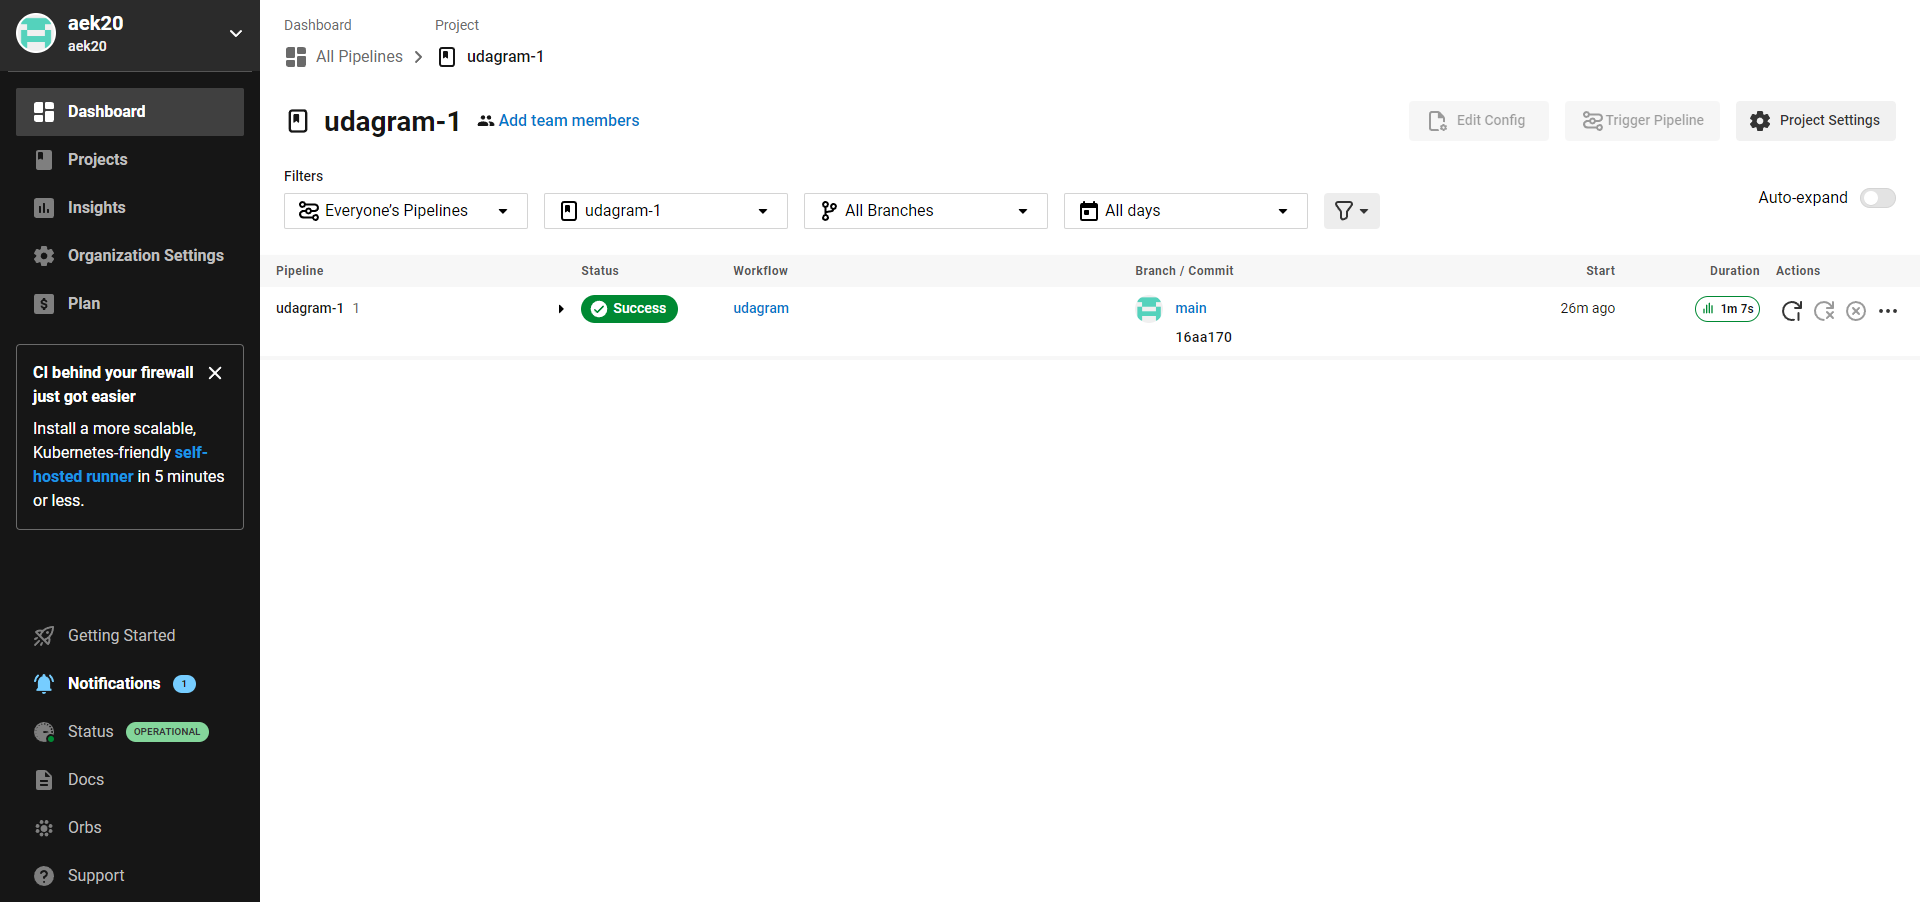 aek20
aek20
Dashboard
Projects
Insights
Organization Settings
Plan
CI behind your firewall
just got easier
Install a more scalable,
Kubernetes-friendly self-
hosted runner in 5 minutes
or less.
Getting Started
Notifications 1
Status OPERATIONAL
Docs
Orbs
Support
Dashboard Project
All Pipelines udagram-1
udagram-1 Add team members
Edit Config Trigger Pipeline Project Settings
Filters
Everyone’s Pipelines udagram-1 All Branches All days
Auto-expand
Pipeline Status Workflow Branch / Commit Start Duration Actions
udagram-1 1 Success udagram main 26m ago 1m 7s
16aa170